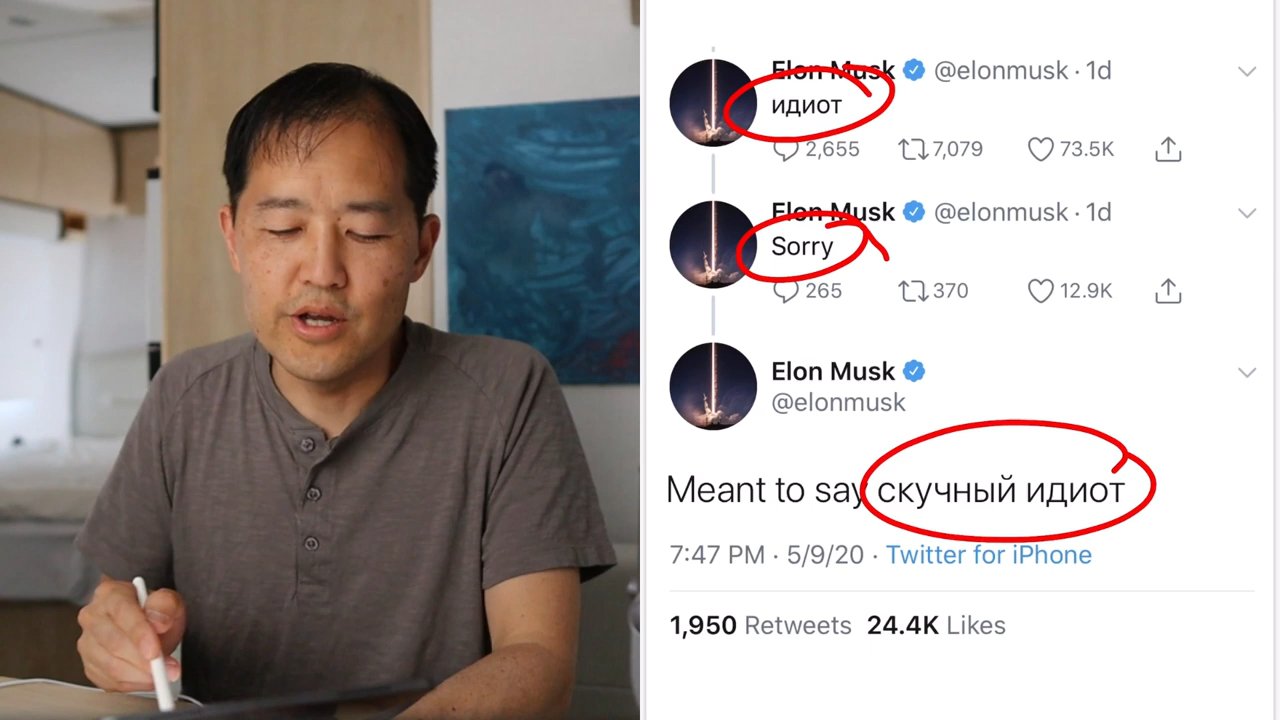 Elon Musk @elonmusk · 1d
идиот
2,655 7,079 73.5K
Elon Musk @elonmusk · 1d
Sorry
265 370 12.9K
Elon Musk
@elonmusk
Meant to say скучный идиот
7:47 PM · 5/9/20 · Twitter for iPhone
1,950 Retweets 24.4K Likes